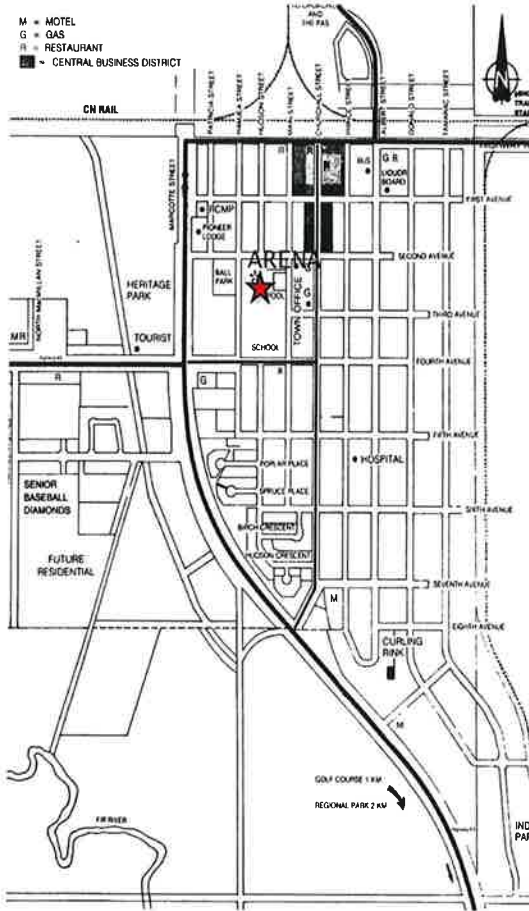 M = MOTEL
G = GAS
R = RESTAURANT
= CENTRAL BUSINESS DISTRICT
AND
THE PAS
CN RAIL
PATRICIA STREET
HUDSON STREET
MAIN STREET
CHURCHILL STREET
ALBERT STREET
DONALD STREET
TAMARAC STREET
N
MARCOTTE STREET
R
R
BUS
G R
LIQUOR
BOARD
FIRST AVENUE
RCMP
PIONEER
LODGE
ARENA
SECOND AVENUE
BALL
PARK
POOL
TOWN OFFICE
G
HERITAGE
PARK
NORTH MACMILLAN STREET
THIRD AVENUE
MR
TOURIST
SCHOOL
FOURTH AVENUE
R
G
R
FIFTH AVENUE
POPLAR PLACE
HOSPITAL
SENIOR
BASEBALL
DIAMONDS
SPRUCE PLACE
SIXTH AVENUE
BIRCH CRESCENT
FUTURE
RESIDENTIAL
HUDSON CRESCENT
SEVENTH AVENUE
M
EIGHTH AVENUE
CURLING
RINK
M
GOLF COURSE 1 KM
REGIONAL PARK 2 KM
FIR RIVER
IND
PAR